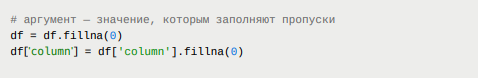 # аргумент — значение, которым заполняют пропуски
df = df.fillna(0)
df['column'] = df['column'].fillna(0)